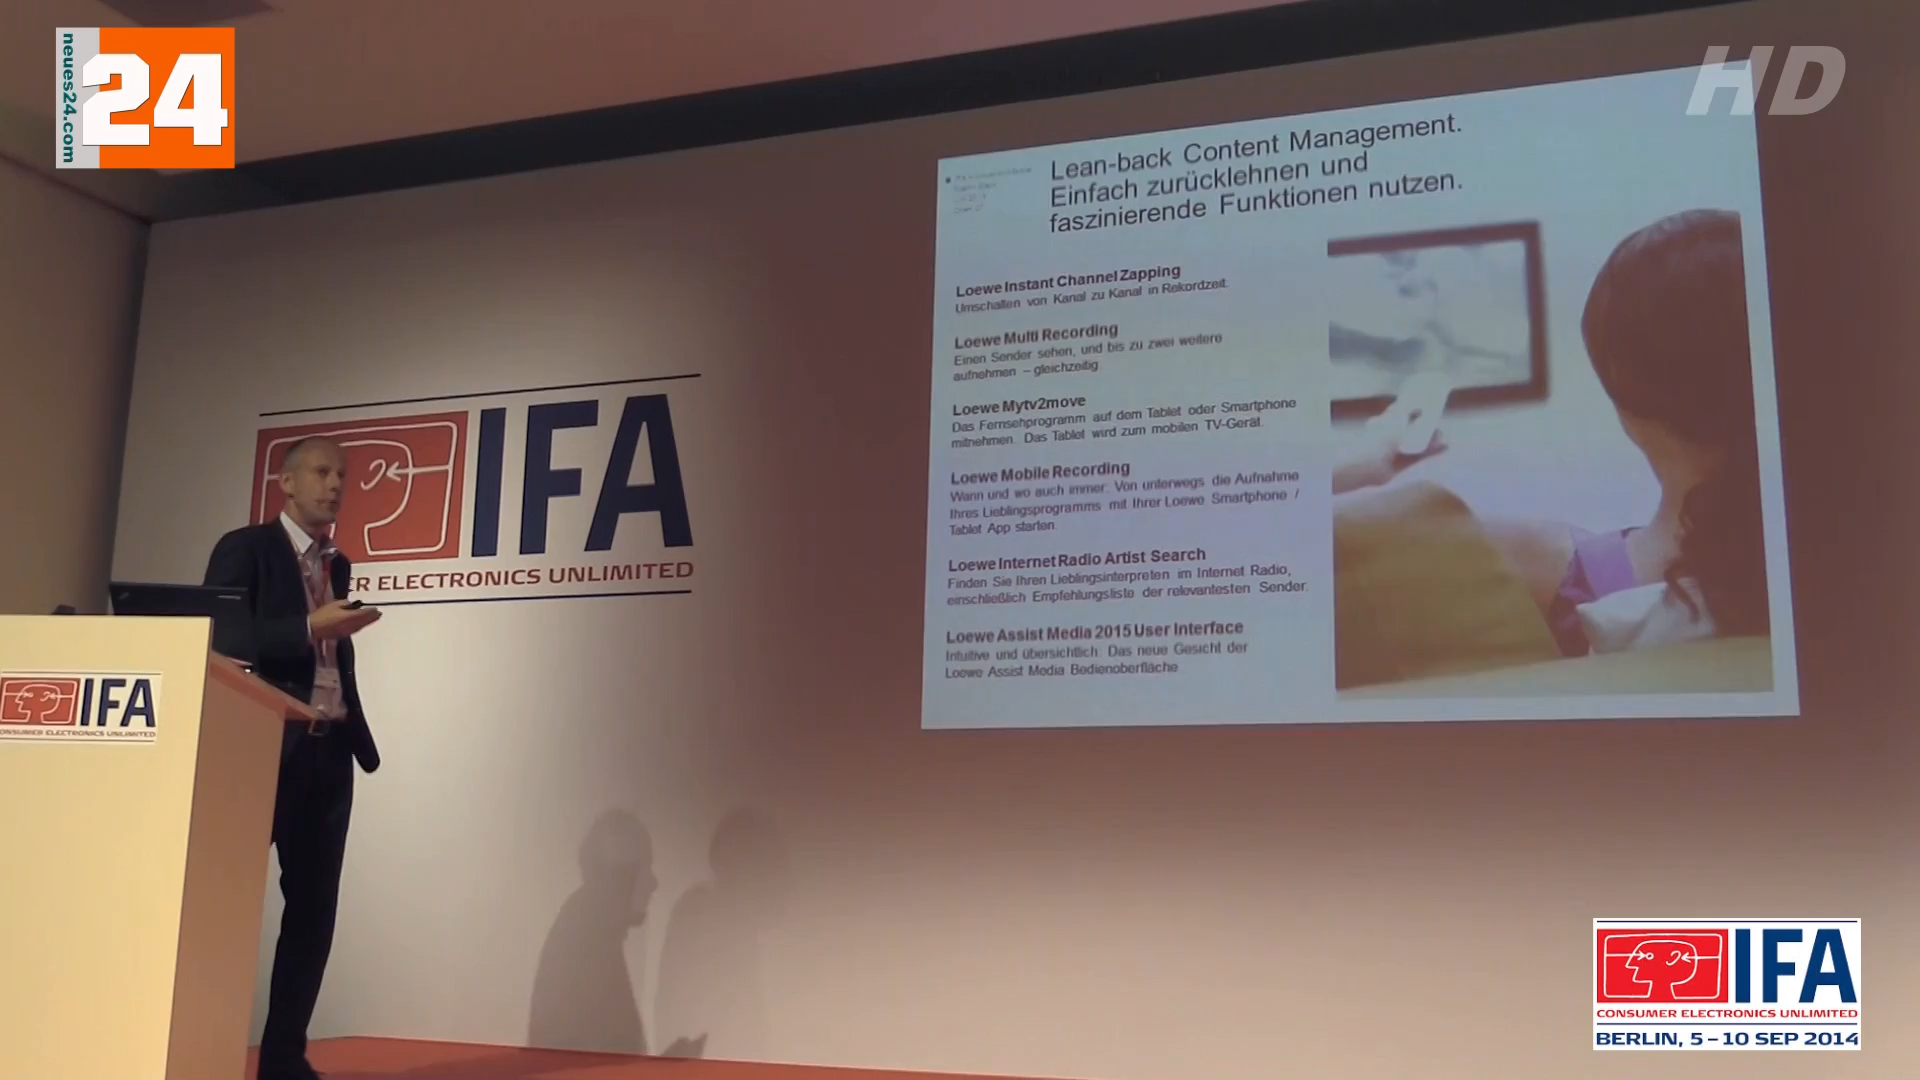 neues24.com
24
HD
Lean-back Content Management.
Einfach zurücklehnen und
faszinierende Funktionen nutzen.
Loewe Instant Channel Zapping
Umschalten von Kanal zu Kanal in Rekordzeit.
Loewe Multi Recording
Einen Sender sehen, und bis zu zwei weitere
aufnehmen – gleichzeitig.
Loewe Mytv2move
Das Fernsehprogramm auf dem Tablet oder Smartphone
mitnehmen. Das Tablet wird zum mobilen TV-Gerät.
Loewe Mobile Recording
Wann und wo auch immer: Von unterwegs die Aufnahme
Ihres Lieblingsprogramms mit Ihrer Loewe Smartphone /
Tablet App starten.
Loewe Internet Radio Artist Search
Finden Sie Ihren Lieblingsinterpreten im Internet Radio,
einschließlich Empfehlungsliste der relevantesten Sender.
Loewe Assist Media 2015 User Interface
Intuitive und übersichtlich: Das neue Gesicht der
Loewe Assist Media Bedienoberfläche.
IFA
ER ELECTRONICS UNLIMITED
IFA
CONSUMER ELECTRONICS UNLIMITED
IFA
CONSUMER ELECTRONICS UNLIMITED
BERLIN, 5–10 SEP 2014